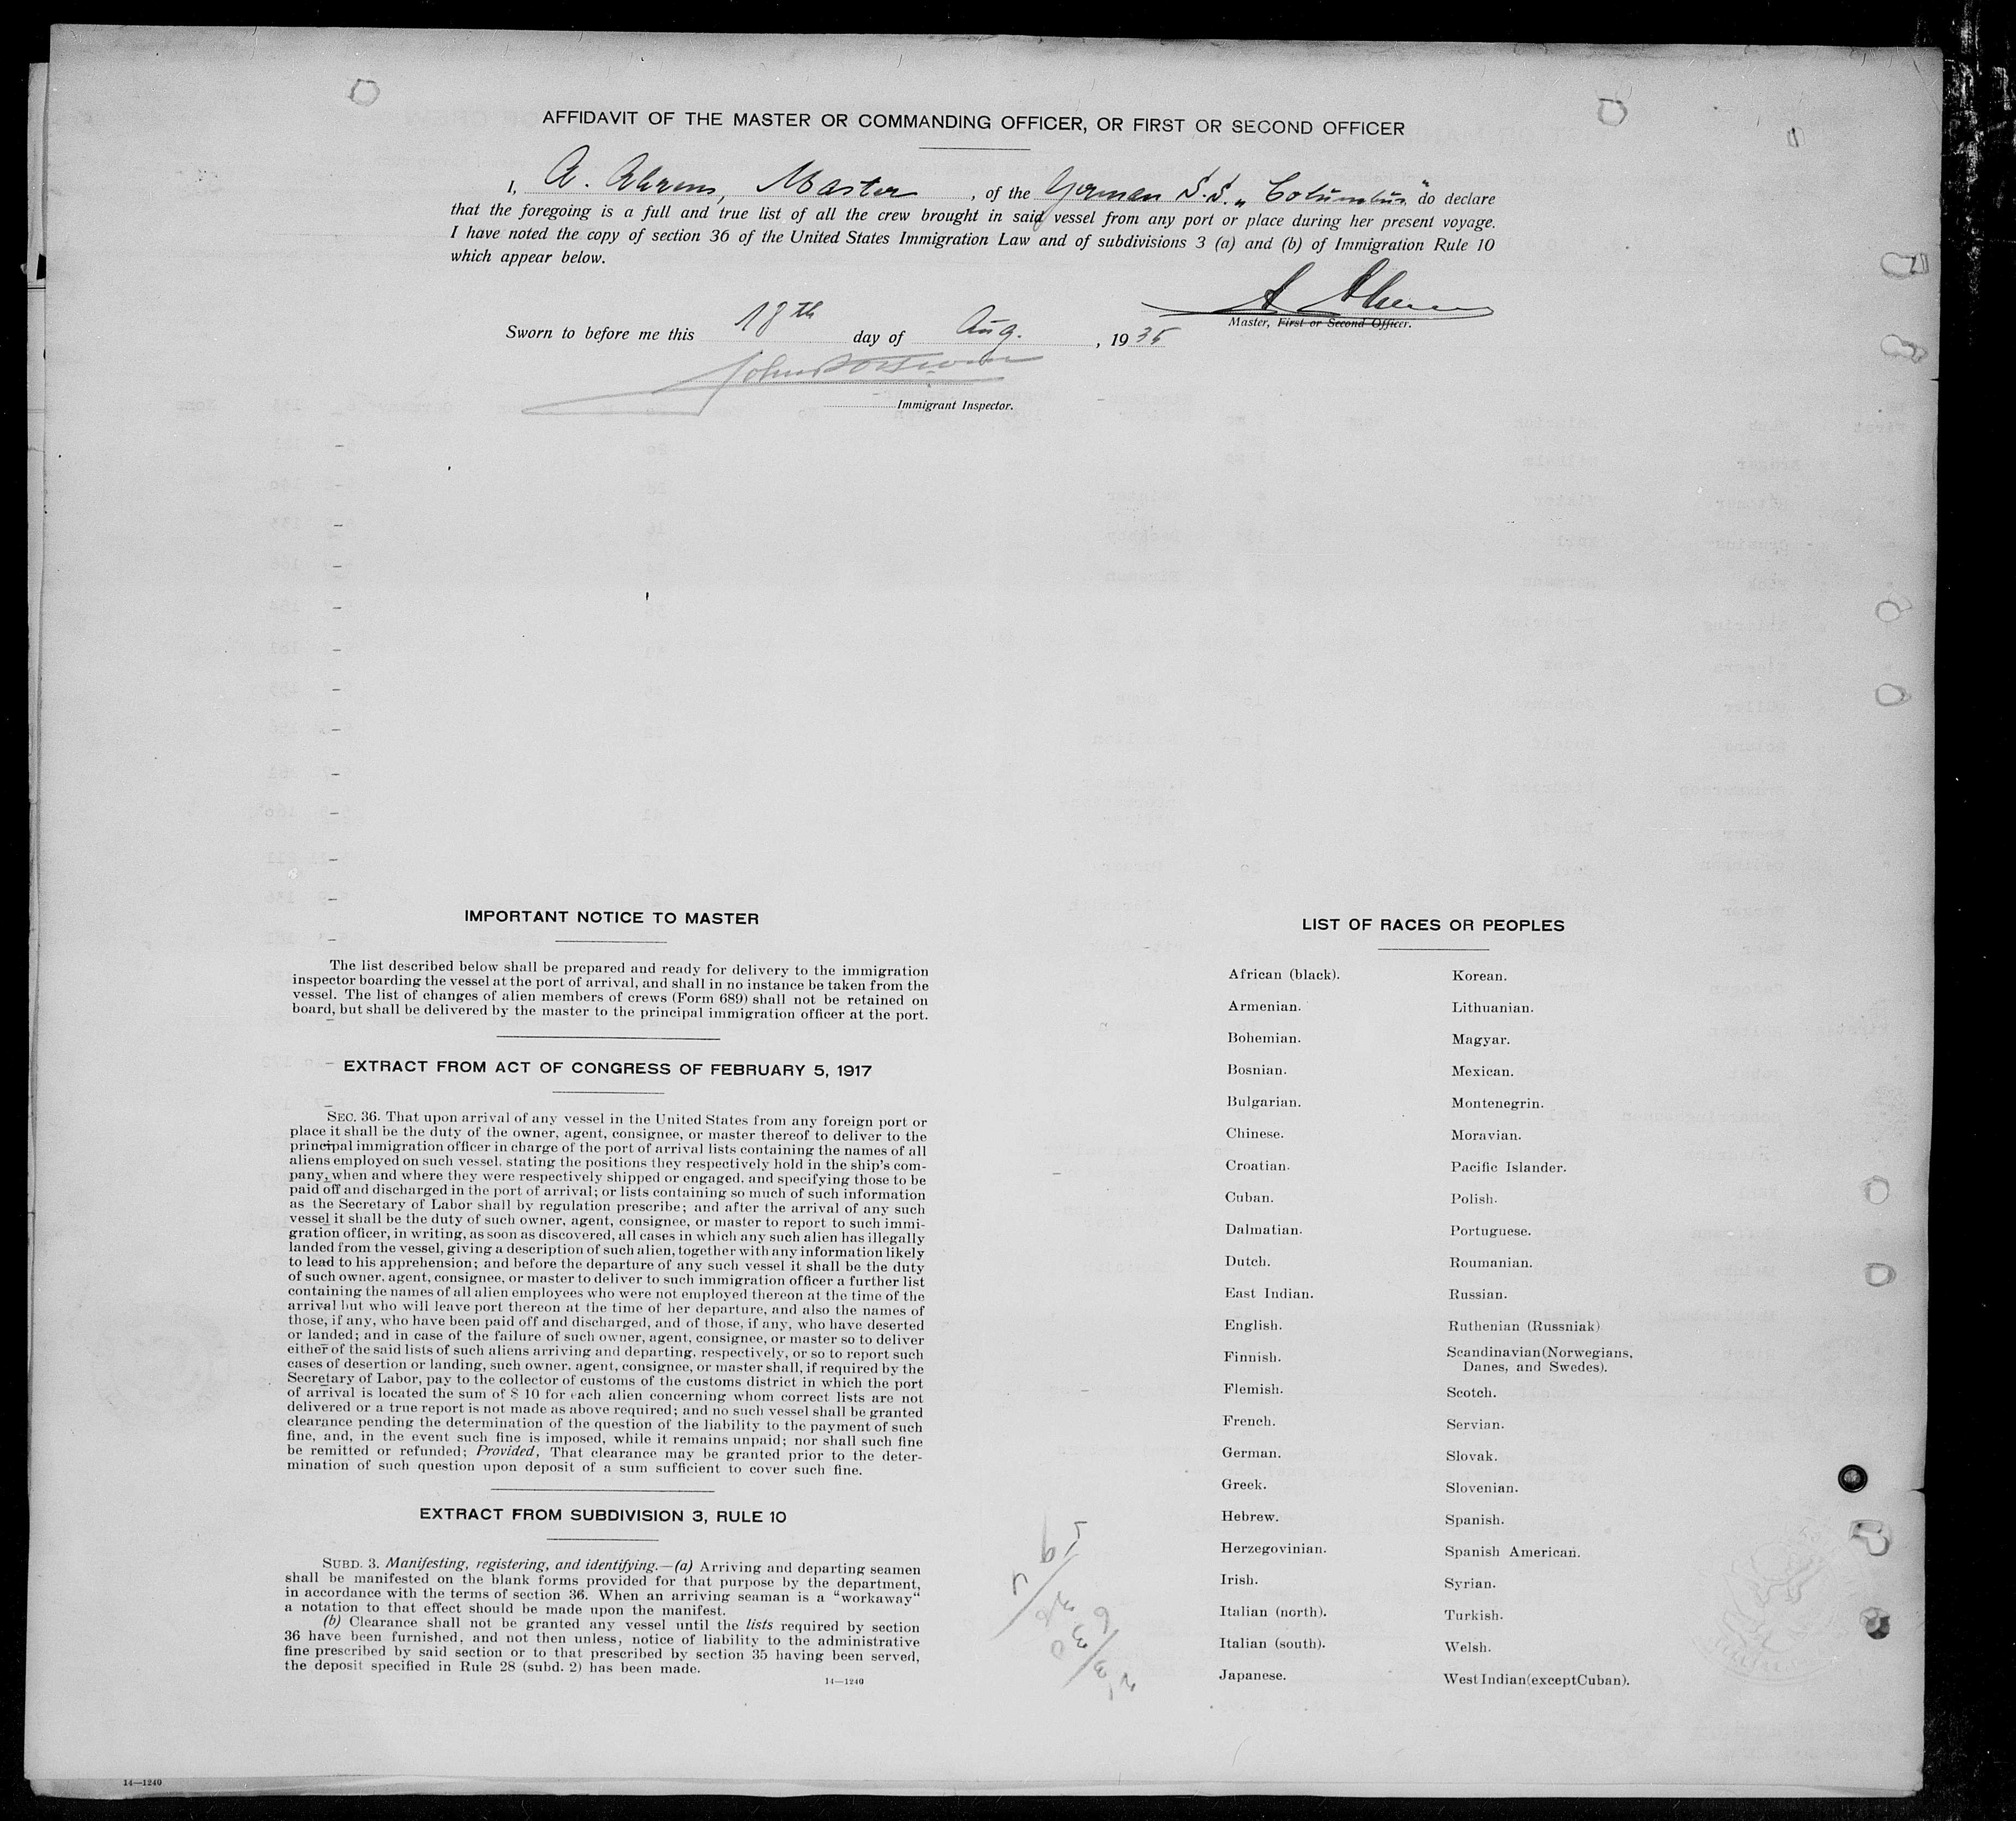 AFFIDAVIT OF THE MASTER OR COMMANDING OFFICER, OR FIRST OR SECOND OFFICER
I, A. Ahrens, Master, of the German S.S. „Columbus" do declare
that the foregoing is a full and true list of all the crew brought in said vessel from any port or place during her present voyage.
I have noted the copy of section 36 of the United States Immigration Law and of subdivisions 3 (a) and (b) of Immigration Rule 10
which appear below.
A Ahrens
Master, First or Second Officer.
Sworn to before me this 18th day of Aug., 1935
Immigrant Inspector.
IMPORTANT NOTICE TO MASTER
The list described below shall be prepared and ready for delivery to the immigration
inspector boarding the vessel at the port of arrival, and shall in no instance be taken from the
vessel. The list of changes of alien members of crews (Form 689) shall not be retained on
board, but shall be delivered by the master to the principal immigration officer at the port.
EXTRACT FROM ACT OF CONGRESS OF FEBRUARY 5, 1917
SEC. 36. That upon arrival of any vessel in the United States from any foreign port or
place it shall be the duty of the owner, agent, consignee, or master thereof to deliver to the
principal immigration officer in charge of the port of arrival lists containing the names of all
aliens employed on such vessel, stating the positions they respectively hold in the ship's com-
pany, when and where they were respectively shipped or engaged, and specifying those to be
paid off and discharged in the port of arrival; or lists containing so much of such information
as the Secretary of Labor shall by regulation prescribe; and after the arrival of any such
vessel it shall be the duty of such owner, agent, consignee, or master to report to such immi-
gration officer, in writing, as soon as discovered, all cases in which any such alien has illegally
landed from the vessel, giving a description of such alien, together with any information likely
to lead to his apprehension; and before the departure of any such vessel it shall be the duty
of such owner, agent, consignee, or master to deliver to such immigration officer a further list
containing the names of all alien employees who were not employed thereon at the time of the
arrival but who will leave port thereon at the time of her departure, and also the names of
those, if any, who have been paid off and discharged, and of those, if any, who have deserted
or landed; and in case of the failure of such owner, agent, consignee, or master so to deliver
either of the said lists of such aliens arriving and departing, respectively, or so to report such
cases of desertion or landing, such owner, agent, consignee, or master shall, if required by the
Secretary of Labor, pay to the collector of customs of the customs district in which the port
of arrival is located the sum of $ 10 for each alien concerning whom correct lists are not
delivered or a true report is not made as above required; and no such vessel shall be granted
clearance pending the determination of the question of the liability to the payment of such
fine, and, in the event such fine is imposed, while it remains unpaid; nor shall such fine
be remitted or refunded; Provided, That clearance may be granted prior to the deter-
mination of such question upon deposit of a sum sufficient to cover such fine.
EXTRACT FROM SUBDIVISION 3, RULE 10
SUBD. 3. Manifesting, registering, and identifying.—(a) Arriving and departing seamen
shall be manifested on the blank forms provided for that purpose by the department,
in accordance with the terms of section 36. When an arriving seaman is a "workaway"
a notation to that effect should be made upon the manifest.
(b) Clearance shall not be granted any vessel until the lists required by section
36 have been furnished, and not then unless, notice of liability to the administrative
fine prescribed by said section or to that prescribed by section 35 having been served,
the deposit specified in Rule 28 (subd. 2) has been made.
14—1240
LIST OF RACES OR PEOPLES
African (black).
Armenian.
Bohemian.
Bosnian.
Bulgarian.
Chinese.
Croatian.
Cuban.
Dalmatian.
Dutch.
East Indian.
English.
Finnish.
Flemish.
French.
German.
Greek.
Hebrew.
Herzegovinian.
Irish.
Italian (north).
Italian (south).
Japanese.
Korean.
Lithuanian.
Magyar.
Mexican.
Montenegrin.
Moravian.
Pacific Islander.
Polish.
Portuguese.
Roumanian.
Russian.
Ruthenian (Russniak)
Scandinavian (Norwegians,
Danes, and Swedes).
Scotch.
Servian.
Slovak.
Slovenian.
Spanish.
Spanish American.
Syrian.
Turkish.
Welsh.
West Indian (except Cuban).
14—1240